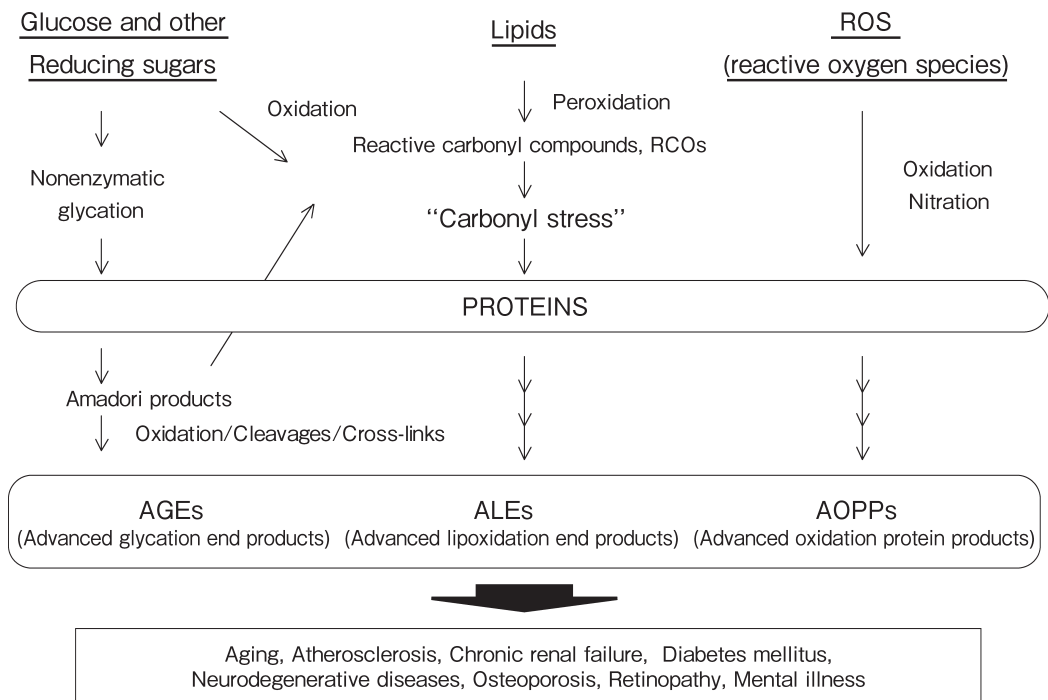 Glucose and other
Reducing sugars
Lipids
ROS
(reactive oxygen species)
Oxidation
Peroxidation
Reactive carbonyl compounds, RCOs
Nonenzymatic
glycation
"Carbonyl stress"
Oxidation
Nitration
PROTEINS
Amadori products
Oxidation/Cleavages/Cross-links
AGEs
(Advanced glycation end products)
ALEs
(Advanced lipoxidation end products)
AOPPs
(Advanced oxidation protein products)
Aging, Atherosclerosis, Chronic renal failure, Diabetes mellitus,
Neurodegenerative diseases, Osteoporosis, Retinopathy, Mental illness